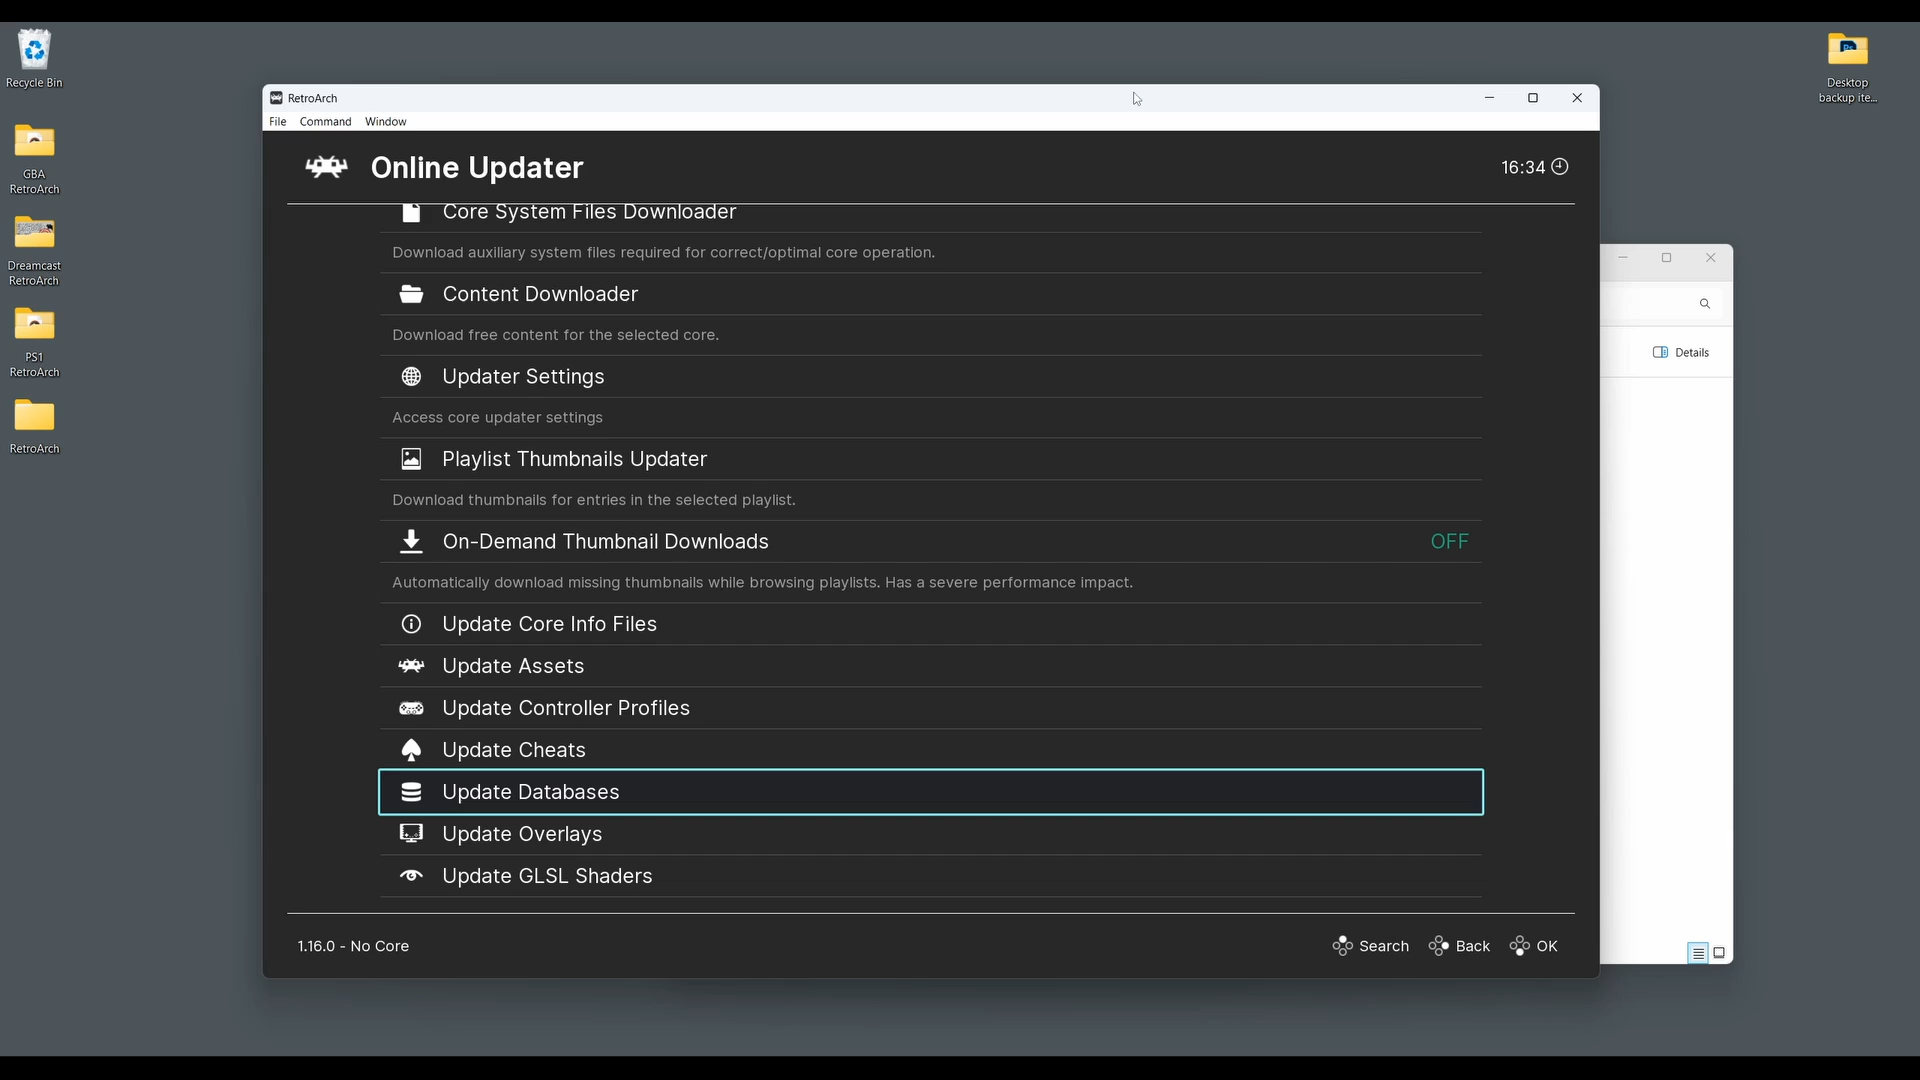 Recycle Bin
GBA
RetroArch
Dreamcast
RetroArch
PS1
RetroArch
RetroArch
Desktop
backup ite...
RetroArch
File Command Window
Online Updater
16:34
Core System Files Downloader
Download auxiliary system files required for correct/optimal core operation.
Content Downloader
Download free content for the selected core.
Updater Settings
Access core updater settings
Playlist Thumbnails Updater
Download thumbnails for entries in the selected playlist.
On-Demand Thumbnail Downloads OFF
Automatically download missing thumbnails while browsing playlists. Has a severe performance impact.
Update Core Info Files
Update Assets
Update Controller Profiles
Update Cheats
Update Databases
Update Overlays
Update GLSL Shaders
1.16.0 - No Core
Search Back OK
Details